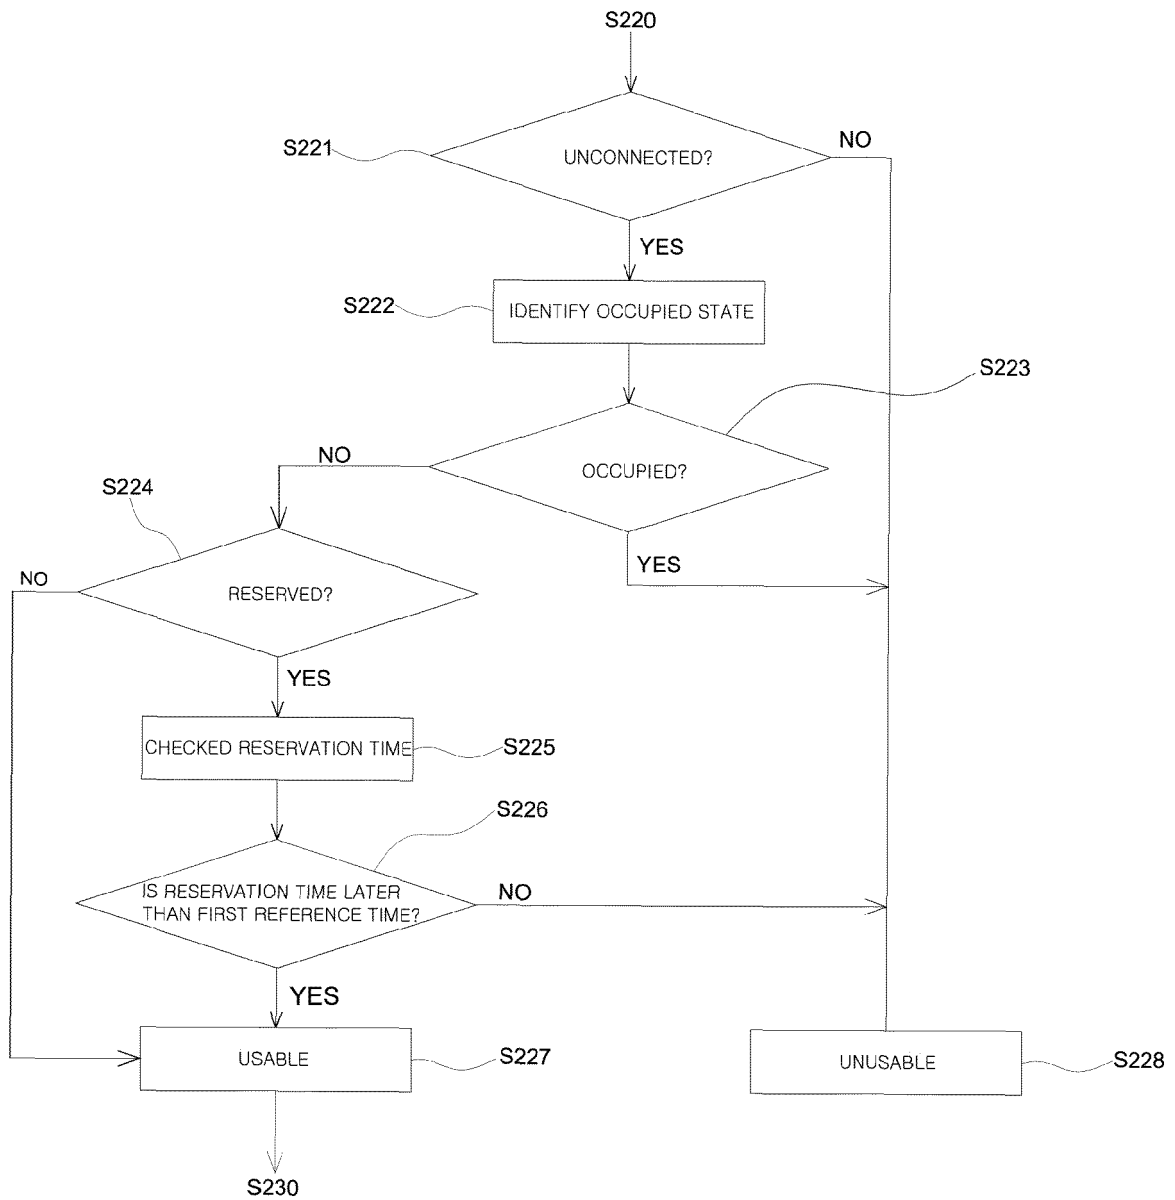 S220
S221
UNCONNECTED?
NO
YES
S222
IDENTIFY OCCUPIED STATE
S223
OCCUPIED?
NO
YES
S224
NO
RESERVED?
YES
CHECKED RESERVATION TIME
S225
S226
IS RESERVATION TIME LATER
THAN FIRST REFERENCE TIME?
NO
YES
USABLE
S227
UNUSABLE
S228
S230